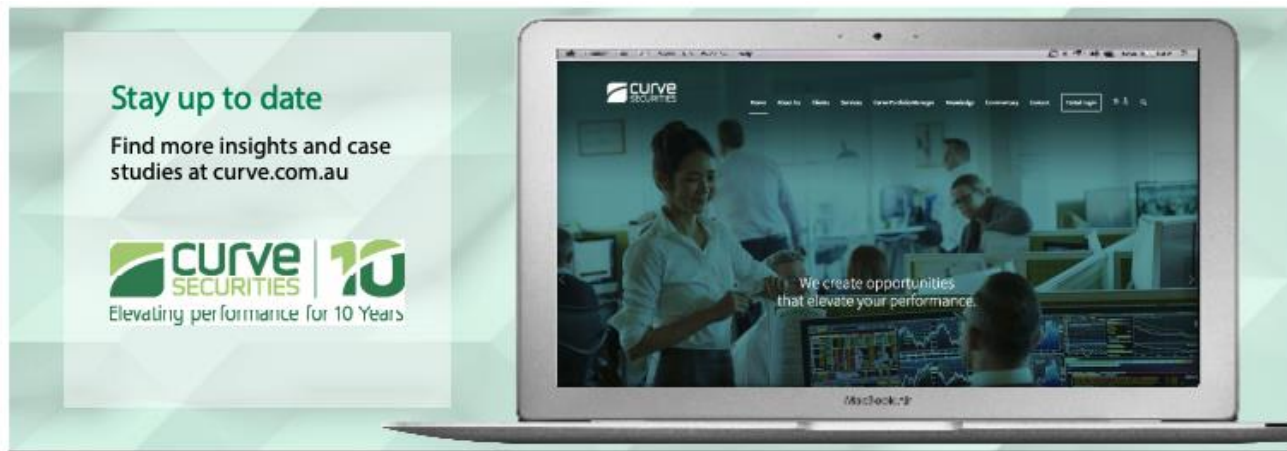 Stay up to date
Find more insights and case
studies at curve.com.au
curve
SECURITIES
10
Elevating performance for 10 Years
curve
SECURITIES
Home About Us Clients Services Knowledge Commentary Contact
We create opportunities
that elevate your performance.
MacBook Air